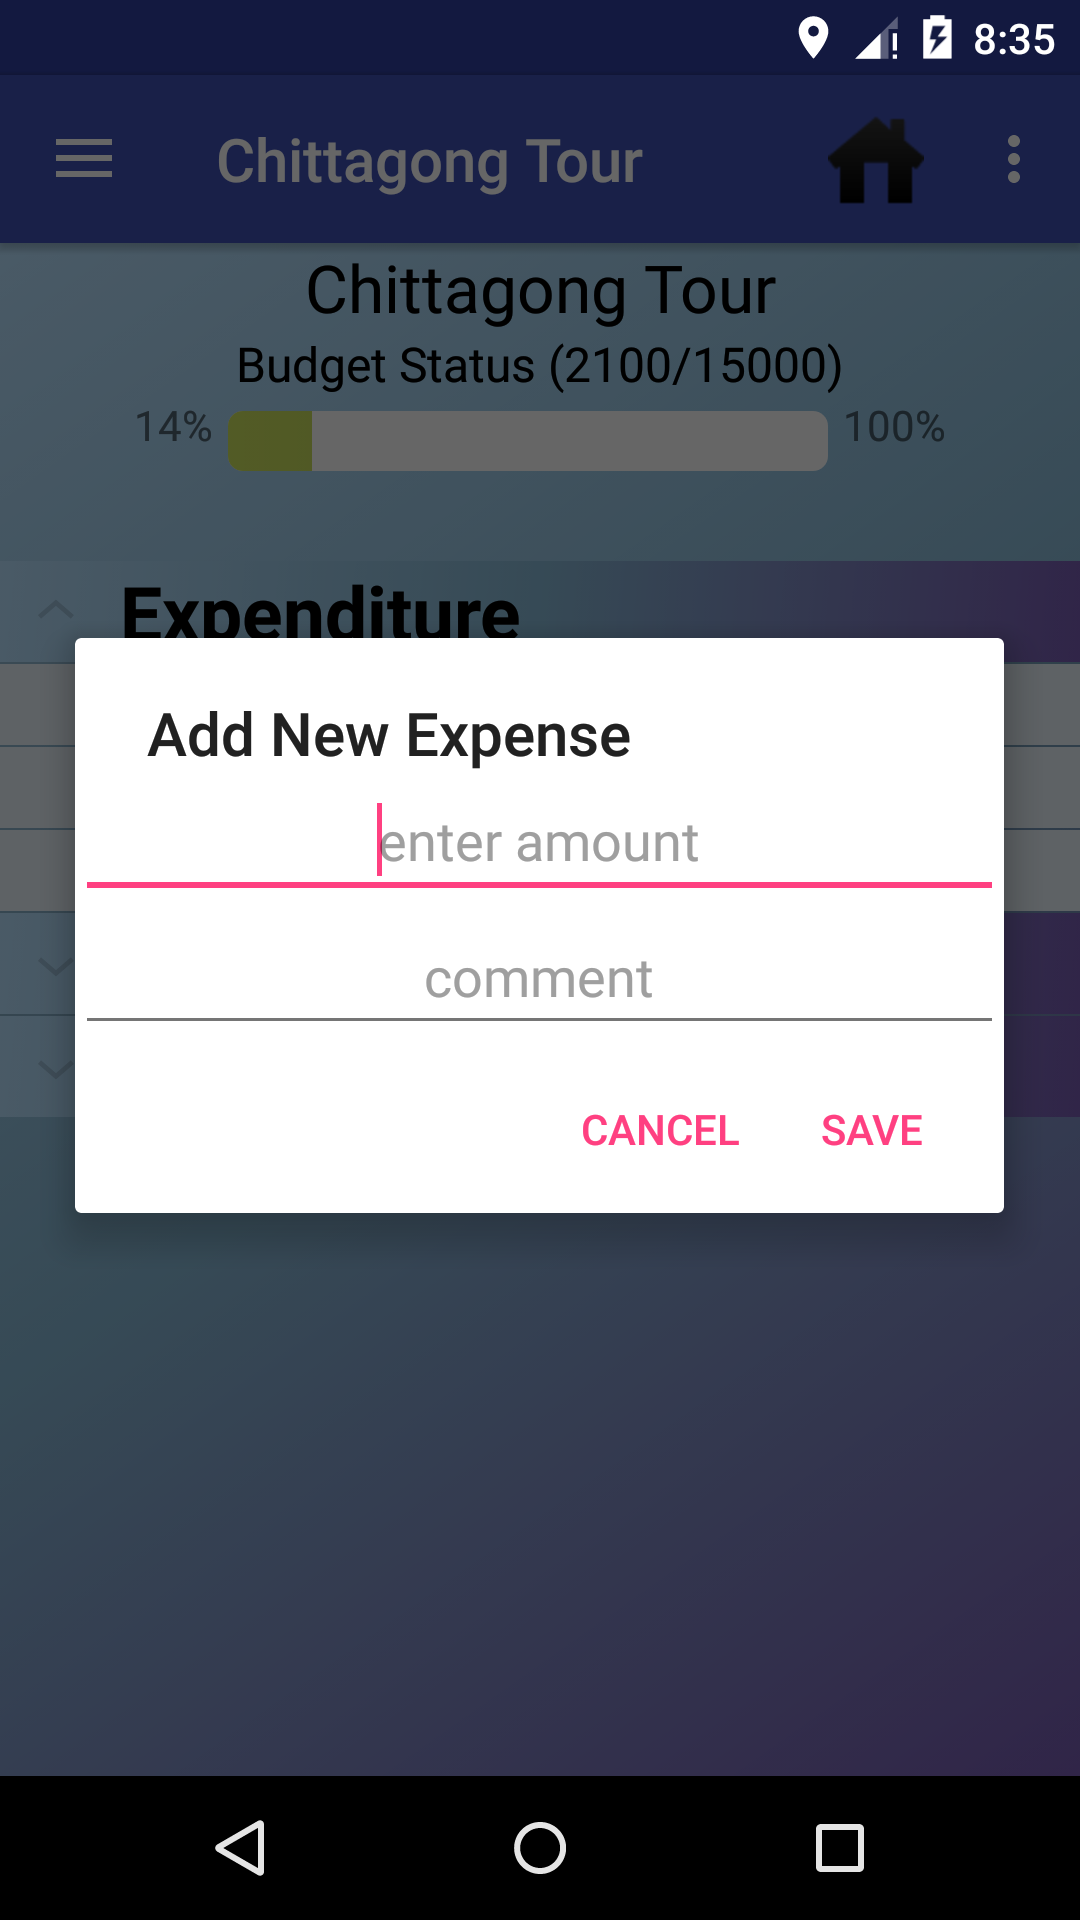 8:35
Chittagong Tour
Chittagong Tour
Budget Status (2100/15000)
14% 100%
Expenditure
Add New Expense
enter amount
comment
CANCEL SAVE